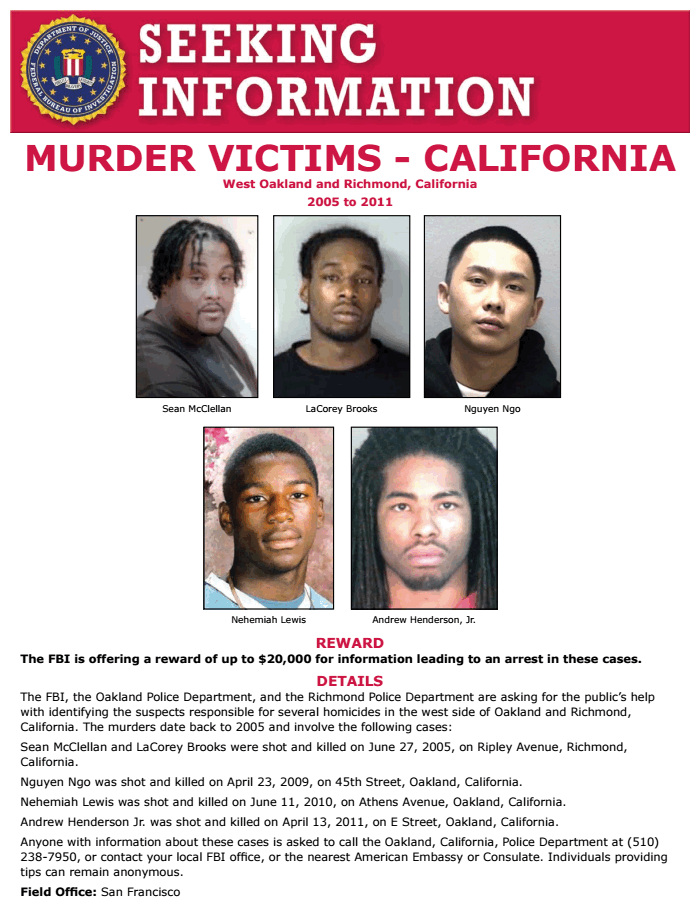 DEPARTMENT OF JUSTICE
FEDERAL BUREAU OF INVESTIGATION
SEEKING
INFORMATION
MURDER VICTIMS - CALIFORNIA
West Oakland and Richmond, California
2005 to 2011
Sean McClellan
LaCorey Brooks
Nguyen Ngo
Nehemiah Lewis
Andrew Henderson, Jr.
REWARD
The FBI is offering a reward of up to $20,000 for information leading to an arrest in these cases.
DETAILS
The FBI, the Oakland Police Department, and the Richmond Police Department are asking for the public's help
with identifying the suspects responsible for several homicides in the west side of Oakland and Richmond,
California. The murders date back to 2005 and involve the following cases:
Sean McClellan and LaCorey Brooks were shot and killed on June 27, 2005, on Ripley Avenue, Richmond,
California.
Nguyen Ngo was shot and killed on April 23, 2009, on 45th Street, Oakland, California.
Nehemiah Lewis was shot and killed on June 11, 2010, on Athens Avenue, Oakland, California.
Andrew Henderson Jr. was shot and killed on April 13, 2011, on E Street, Oakland, California.
Anyone with information about these cases is asked to call the Oakland, California, Police Department at (510)
238-7950, or contact your local FBI office, or the nearest American Embassy or Consulate. Individuals providing
tips can remain anonymous.
Field Office: San Francisco